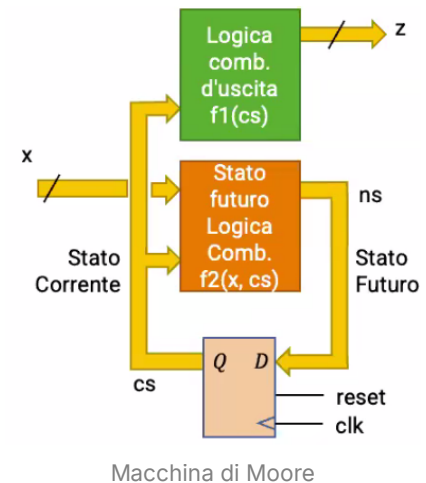 Logica
comb.
d'uscita
f1(cs)
z
x
Stato
futuro
Logica
Comb.
f2(x, cs)
ns
Stato
Corrente
Stato
Futuro
Q D
cs
reset
clk
Macchina di Moore